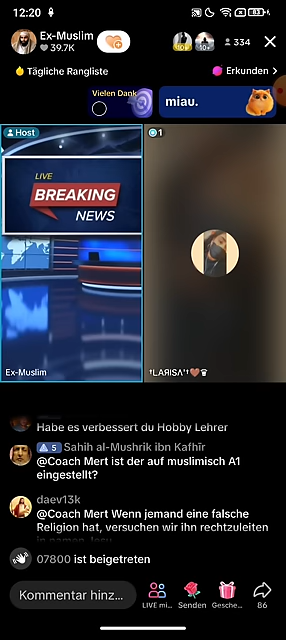 12:20
83
Ex-Muslim
39.7K
10+
334
Tägliche Rangliste
Erkunden
Vielen Dank
miau.
Host
1
LIVE
BREAKING
NEWS
Ex-Muslim
Habe es verbessert du Hobby Lehrer
5 Sahih al-Mushrik ibn Kafhīr
@Coach Mert ist der auf muslimisch A1
eingestellt?
daev13k
@Coach Mert Wenn jemand eine falsche
Religion hat, versuchen wir ihn rechtzuleiten
07800 ist beigetreten
Kommentar hinz...
LIVE mi...
Senden
Gesche...
86